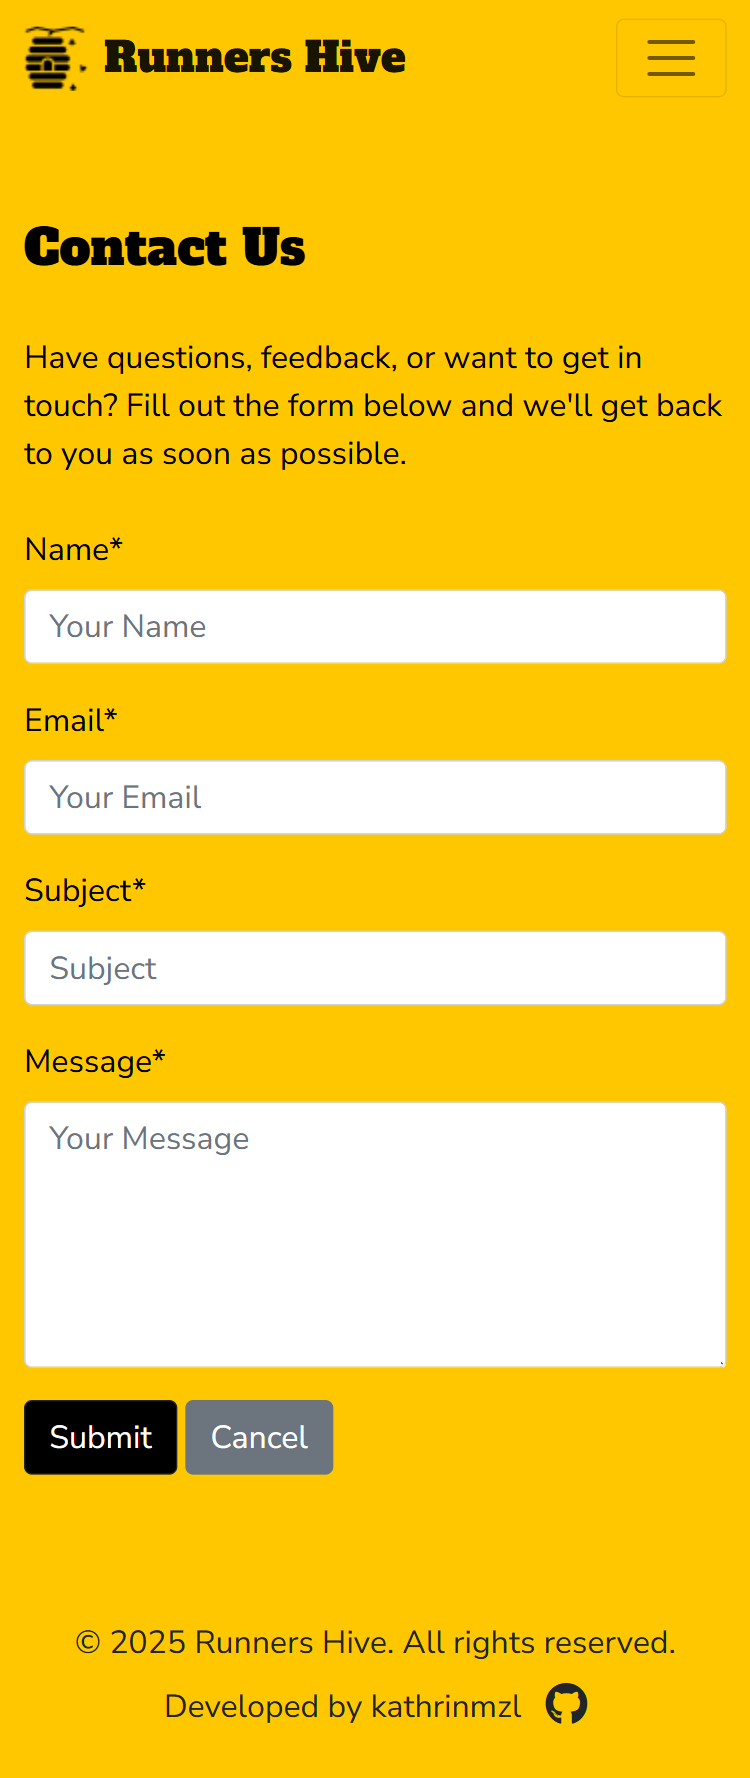 Runners Hive
Contact Us
Have questions, feedback, or want to get in
touch? Fill out the form below and we'll get back
to you as soon as possible.
Name*
Your Name
Email*
Your Email
Subject*
Subject
Message*
Your Message
Submit Cancel
© 2025 Runners Hive. All rights reserved.
Developed by kathrinmzl